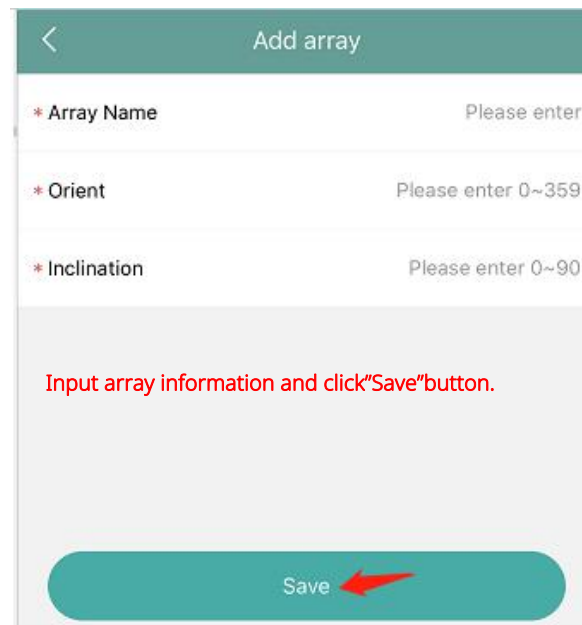 Add array
* Array Name Please enter
* Orient Please enter 0~359
* Inclination Please enter 0~90
Input array information and click"Save"button.
Save